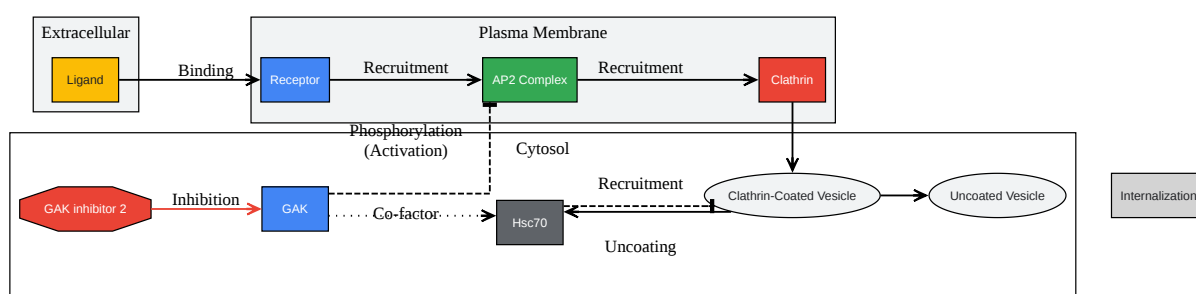 Extracellular
Plasma Membrane
Ligand
Binding
Receptor
Recruitment
AP2 Complex
Recruitment
Clathrin
Phosphorylation
(Activation)
Cytosol
GAK inhibitor 2
Inhibition
GAK
Co-factor
Hsc70
Recruitment
Uncoating
Clathrin-Coated Vesicle
Uncoated Vesicle
Internalization